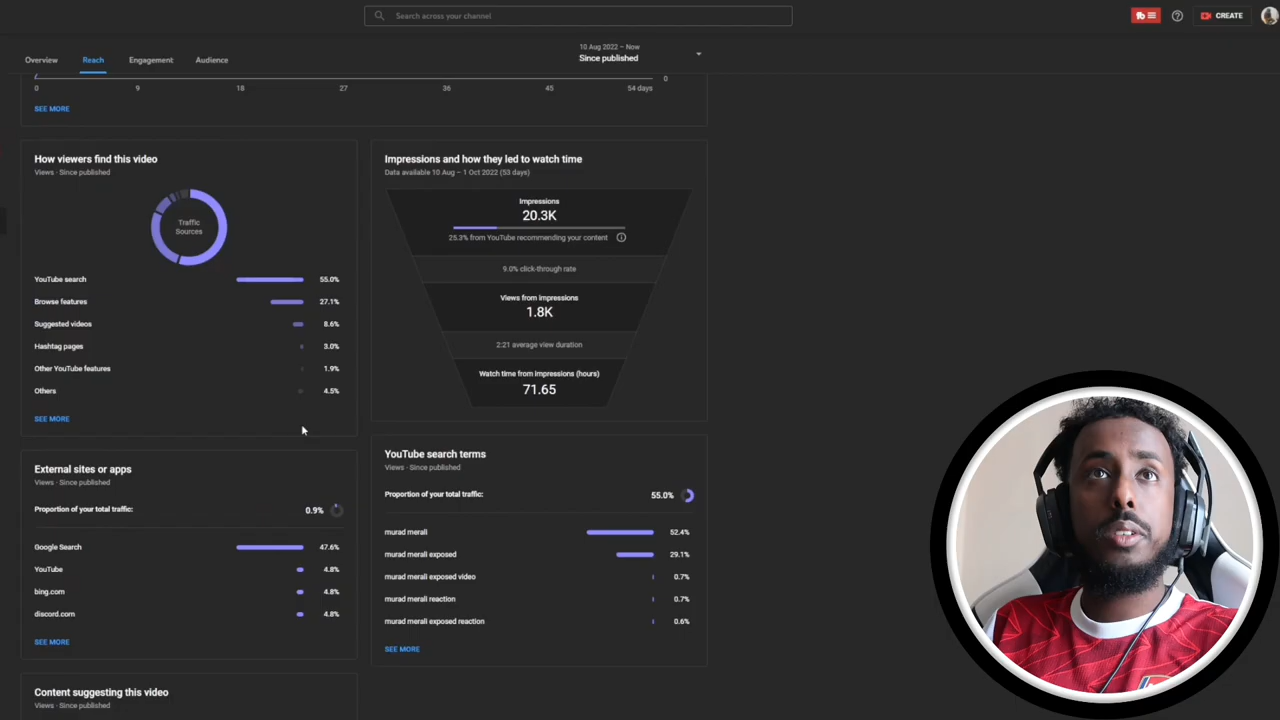 Search across your channel
CREATE
Overview
Reach
Engagement
Audience
10 Aug 2022 – Now
Since published
0
0
9
18
27
36
45
54 days
SEE MORE
How viewers find this video
Views · Since published
Traffic
Sources
YouTube search 55.0%
Browse features 27.1%
Suggested videos 8.6%
Hashtag pages 3.0%
Other YouTube features 1.9%
Others 4.5%
SEE MORE
Impressions and how they led to watch time
Data available 10 Aug – 1 Oct 2022 (53 days)
Impressions
20.3K
25.3% from YouTube recommending your content
9.0% click-through rate
Views from impressions
1.8K
2:21 average view duration
Watch time from impressions (hours)
71.65
External sites or apps
Views · Since published
Proportion of your total traffic: 0.9%
Google Search 47.6%
YouTube 4.8%
bing.com 4.8%
discord.com 4.8%
SEE MORE
YouTube search terms
Views · Since published
Proportion of your total traffic: 55.0%
murad merali 52.4%
murad merali exposed 29.1%
murad merali exposed video 0.7%
murad merali reaction 0.7%
murad merali exposed reaction 0.6%
SEE MORE
Content suggesting this video
Views · Since published